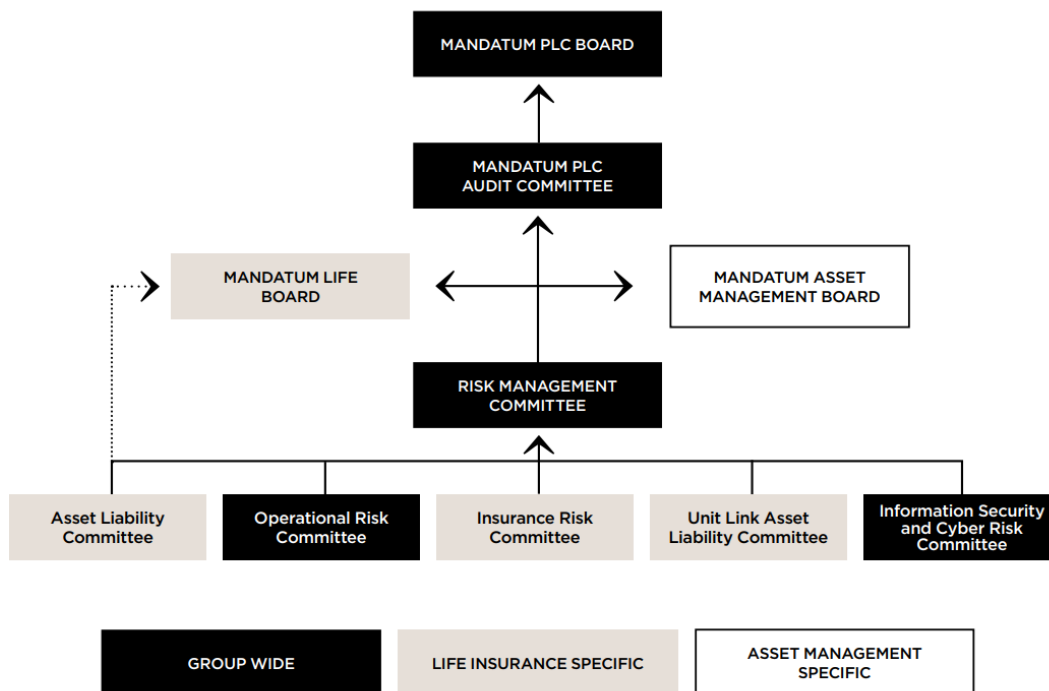 MANDATUM PLC BOARD
MANDATUM PLC
AUDIT COMMITTEE
MANDATUM LIFE
BOARD
MANDATUM ASSET
MANAGEMENT BOARD
RISK MANAGEMENT
COMMITTEE
Asset Liability
Committee
Operational Risk
Committee
Insurance Risk
Committee
Unit Link Asset
Liability Committee
Information Security
and Cyber Risk
Committee
GROUP WIDE
LIFE INSURANCE SPECIFIC
ASSET MANAGEMENT
SPECIFIC